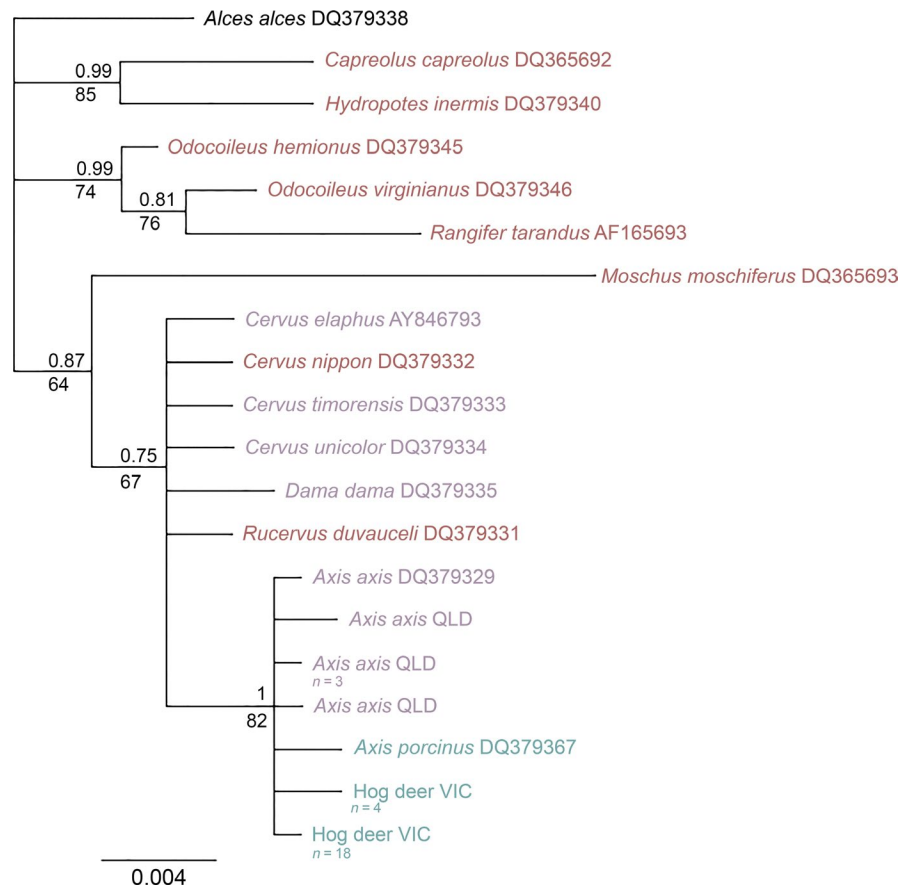 Alces alces DQ379338
Capreolus capreolus DQ365692
0.99
85
Hydropotes inermis DQ379340
Odocoileus hemionus DQ379345
0.99
74
Odocoileus virginianus DQ379346
0.81
76
Rangifer tarandus AF165693
Moschus moschiferus DQ365693
Cervus elaphus AY846793
0.87
64
Cervus nippon DQ379332
Cervus timorensis DQ379333
Cervus unicolor DQ379334
0.75
67
Dama dama DQ379335
Rucervus duvauceli DQ379331
Axis axis DQ379329
Axis axis QLD
Axis axis QLD
n = 3
1
82
Axis axis QLD
Axis porcinus DQ379367
Hog deer VIC
n = 4
Hog deer VIC
n = 18
0.004